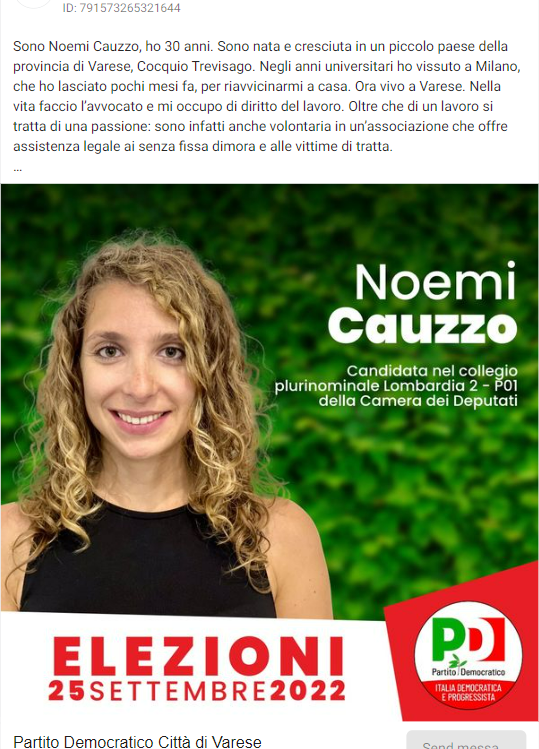 ID: 791573265321644
Sono Noemi Cauzzo, ho 30 anni. Sono nata e cresciuta in un piccolo paese della
provincia di Varese, Cocquio Trevisago. Negli anni universitari ho vissuto a Milano,
che ho lasciato pochi mesi fa, per riavvicinarmi a casa. Ora vivo a Varese. Nella
vita faccio l'avvocato e mi occupo di diritto del lavoro. Oltre che di un lavoro si
tratta di una passione: sono infatti anche volontaria in un'associazione che offre
assistenza legale ai senza fissa dimora e alle vittime di tratta.
...
Noemi
Cauzzo
Candidata nel collegio
plurinominale Lombardia 2 - P01
della Camera dei Deputati
ELEZIONI
25SETTEMBRE2022
PD
Partito Democratico
ITALIA DEMOCRATICA
E PROGRESSISTA
Partito Democratico Città di Varese
Send messa